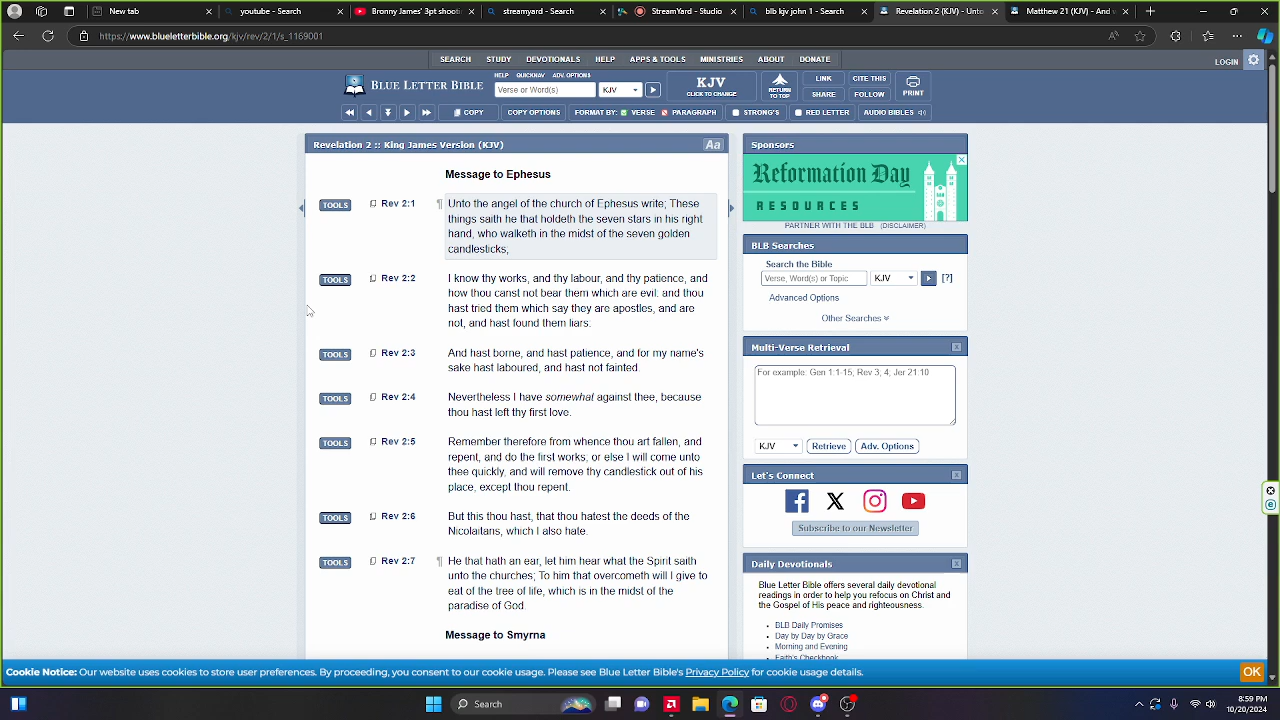 New tab
youtube - Search
Bronny James' 3pt shooti
streamyard - Search
StreamYard - Studio
blb kjv john 1 - Search
Revelation 2 (KJV) - Unto
Matthew 21 (KJV) - And w
https://www.blueletterbible.org/kjv/rev/2/1/s_1169001
SEARCH STUDY DEVOTIONALS HELP APPS & TOOLS MINISTRIES ABOUT DONATE
LOGIN
BLUE LETTER BIBLE
HELP QUICKNAV ADV. OPTIONS
Verse or Word(s) KJV
KJV
CLICK TO CHANGE
RETURN TO TOP
LINK
CITE THIS
SHARE
FOLLOW
PRINT
COPY COPY OPTIONS FORMAT BY: VERSE PARAGRAPH STRONG'S RED LETTER AUDIO BIBLES
Revelation 2 :: King James Version (KJV)
Aa
Message to Ephesus
TOOLS Rev 2:1 ¶ Unto the angel of the church of Ephesus write; These
things saith he that holdeth the seven stars in his right
hand, who walketh in the midst of the seven golden
candlesticks;
TOOLS Rev 2:2 I know thy works, and thy labour, and thy patience, and
how thou canst not bear them which are evil: and thou
hast tried them which say they are apostles, and are
not, and hast found them liars:
TOOLS Rev 2:3 And hast borne, and hast patience, and for my name's
sake hast laboured, and hast not fainted.
TOOLS Rev 2:4 Nevertheless I have somewhat against thee, because
thou hast left thy first love.
TOOLS Rev 2:5 Remember therefore from whence thou art fallen, and
repent, and do the first works; or else I will come unto
thee quickly, and will remove thy candlestick out of his
place, except thou repent.
TOOLS Rev 2:6 But this thou hast, that thou hatest the deeds of the
Nicolaitans, which I also hate.
TOOLS Rev 2:7 ¶ He that hath an ear, let him hear what the Spirit saith
unto the churches; To him that overcometh will I give to
eat of the tree of life, which is in the midst of the
paradise of God.
Message to Smyrna
Sponsors
Reformation Day
RESOURCES
PARTNER WITH THE BLB (DISCLAIMER)
BLB Searches
Search the Bible
Verse, Word(s) or Topic KJV [?]
Advanced Options
Other Searches
Multi-Verse Retrieval
For example: Gen 1:1-15; Rev 3; 4; Jer 21:10
KJV Retrieve Adv. Options
Let's Connect
Subscribe to our Newsletter
Daily Devotionals
Blue Letter Bible offers several daily devotional
readings in order to help you refocus on Christ and
the Gospel of His peace and righteousness.
BLB Daily Promises
Day by Day by Grace
Morning and Evening
Faith's Checkbook
Cookie Notice: Our website uses cookies to store user preferences. By proceeding, you consent to our cookie usage. Please see Blue Letter Bible's Privacy Policy for cookie usage details.
OK
Search
8:59 PM
10/20/2024